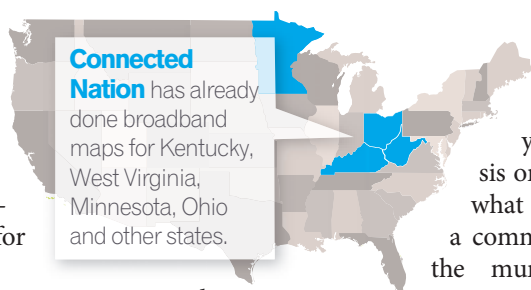 Connected
Nation has already
done broadband
maps for Kentucky,
West Virginia,
Minnesota, Ohio
and other states.
sis or
what
a comm
the mu
for